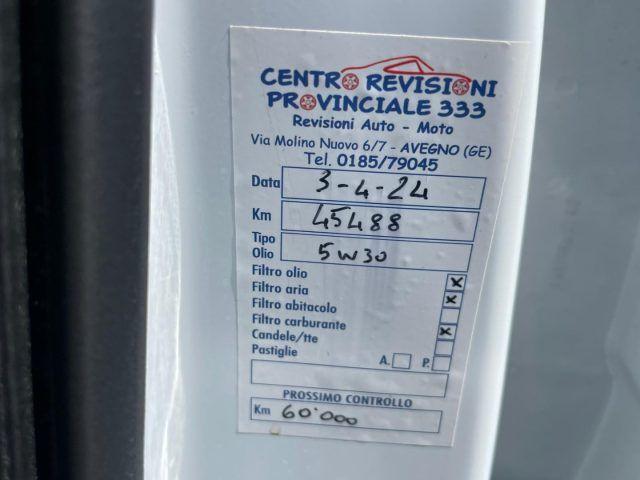 CENTRO REVISIONI
PROVINCIALE 333
Revisioni Auto - Moto
Via Molino Nuovo 6/7 - AVEGNO (GE)
Tel. 0185/79045
Data 3-4-24
Km 45488
Tipo Olio 5W30
Filtro olio x
Filtro aria x
Filtro abitacolo
Filtro carburante x
Candele/tte
Pastiglie A. P.
PROSSIMO CONTROLLO
Km 60'000